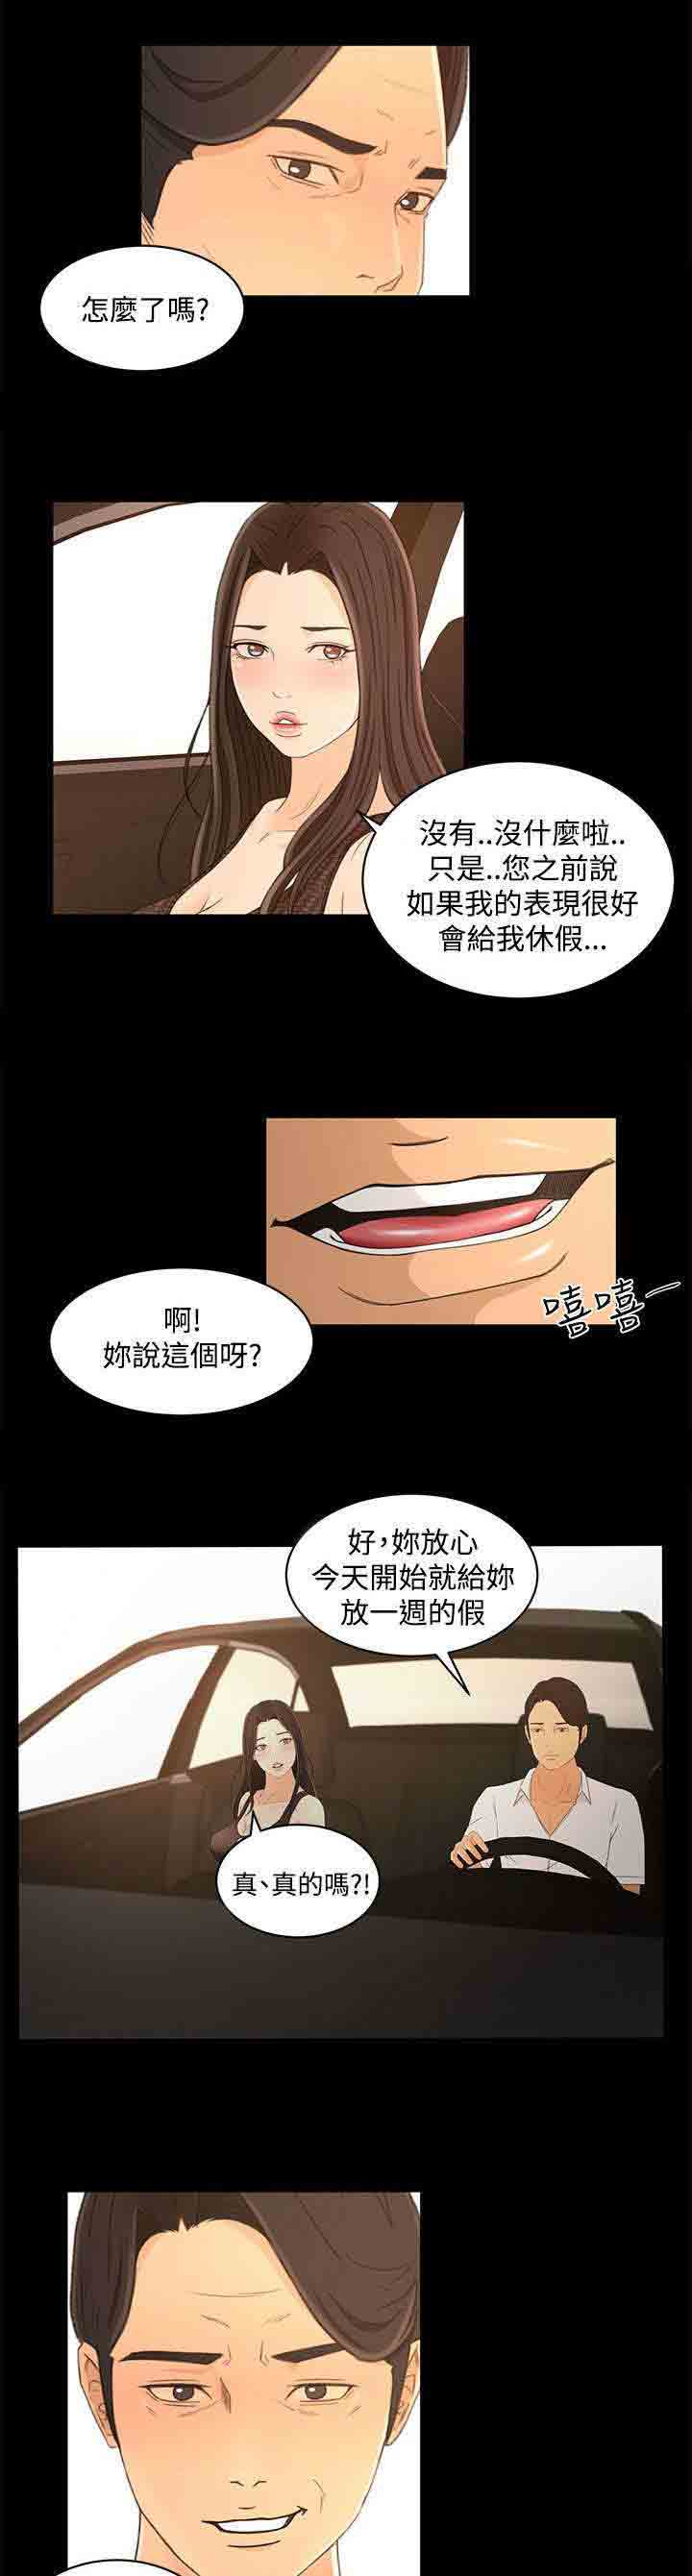 怎麼了嗎?
沒有..沒什麼啦..
只是..您之前說
如果我的表現很好
會給我休假...
嘻嘻一
啊!
妳說這個呀?
好,妳放心
今天開始就給妳
放一週的假
真、真的嗎?!